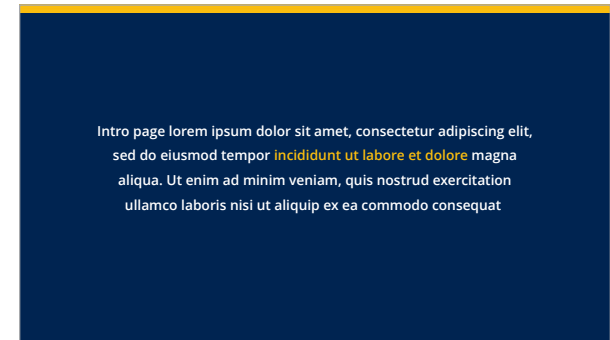 Intro page lorem ipsum dolor sit amet, consectetur adipiscing elit,
sed do eiusmod tempor incididunt ut labore et dolore magna
aliqua. Ut enim ad minim veniam, quis nostrud exercitation
ullamco laboris nisi ut aliquip ex ea commodo consequat